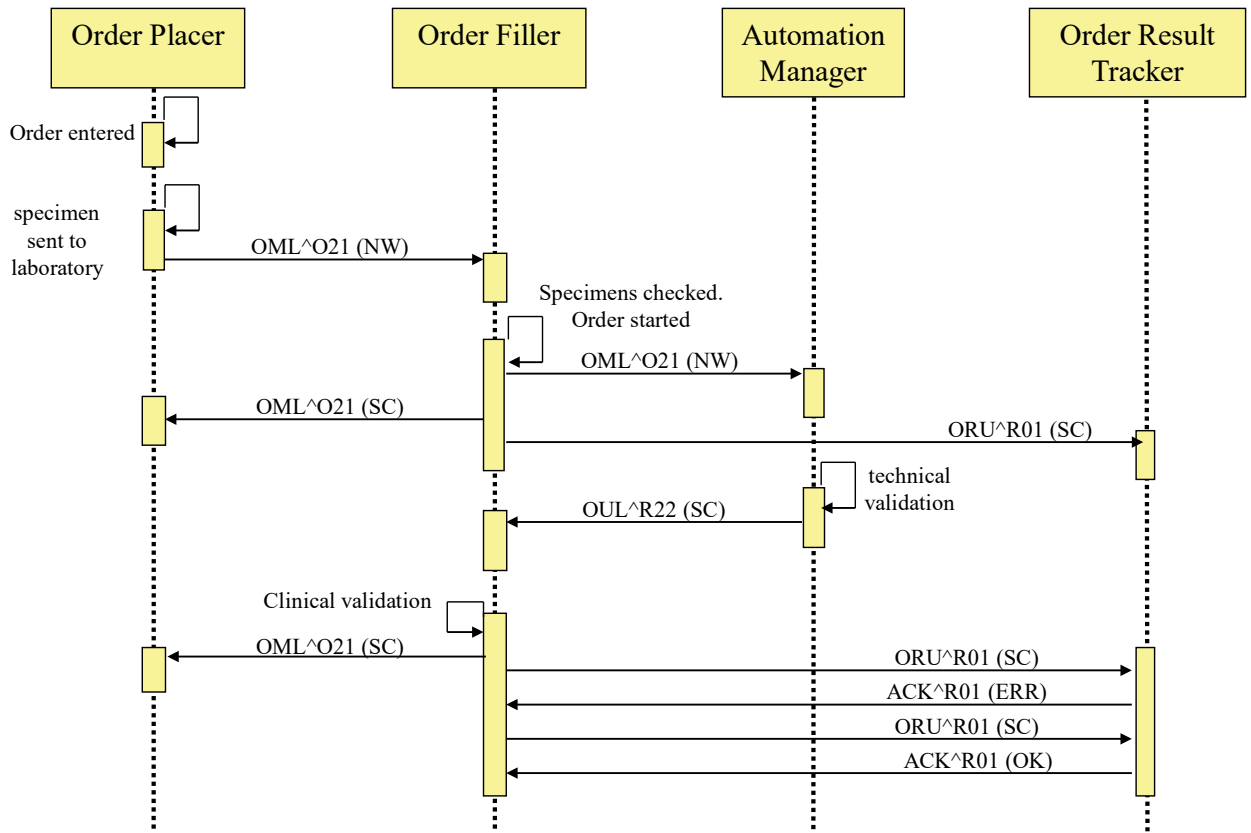 Order Placer
Order Filler
Automation
Manager
Order Result
Tracker
Order entered
specimen
sent to
laboratory
OML^O21 (NW)
Specimens checked.
Order started
OML^O21 (NW)
OML^O21 (SC)
ORU^R01 (SC)
technical
validation
OUL^R22 (SC)
Clinical validation
OML^O21 (SC)
ORU^R01 (SC)
ACK^R01 (ERR)
ORU^R01 (SC)
ACK^R01 (OK)